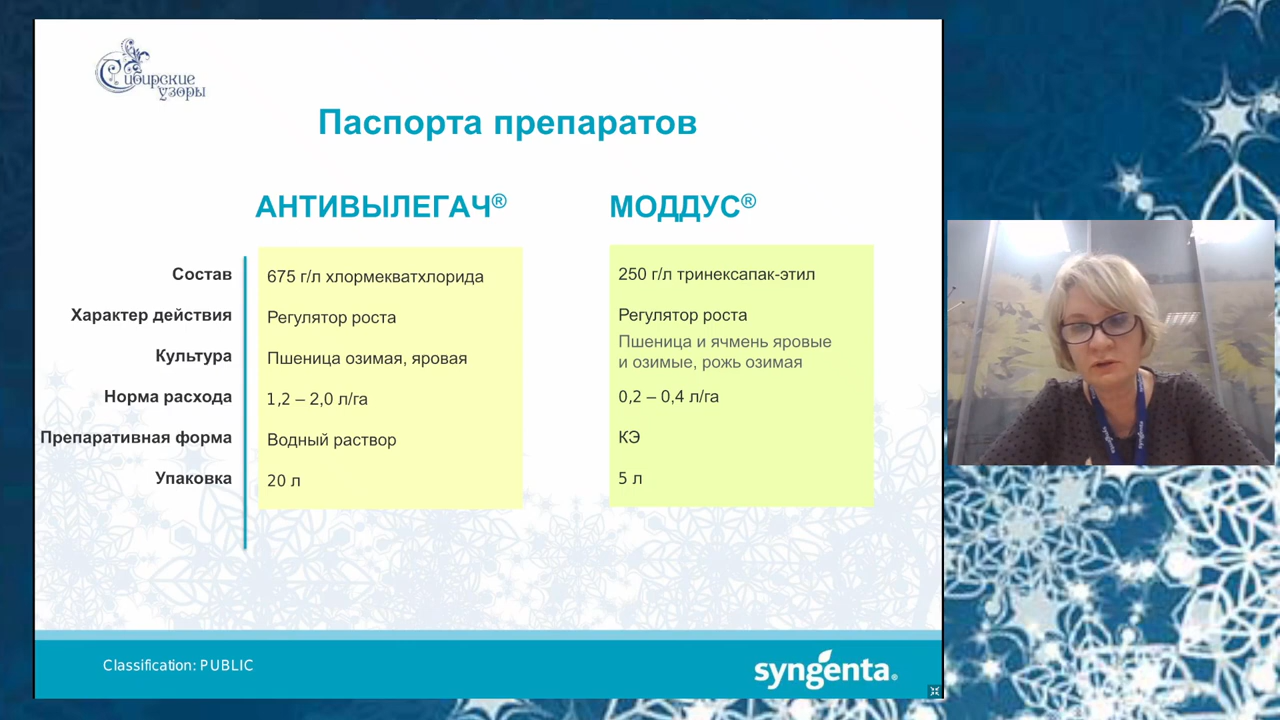 Сибирские
узоры
Паспорта препаратов
АНТИВЫЛЕГАЧ®
МОДДУС®
Состав
675 г/л хлормекватхлорида
250 г/л тринексапак-этил
Характер действия
Регулятор роста
Регулятор роста
Культура
Пшеница озимая, яровая
Пшеница и ячмень яровые
и озимые, рожь озимая
Норма расхода
1,2 – 2,0 л/га
0,2 – 0,4 л/га
Препаративная форма
Водный раствор
КЭ
Упаковка
20 л
5 л
Classification: PUBLIC
syngenta®
syngenta